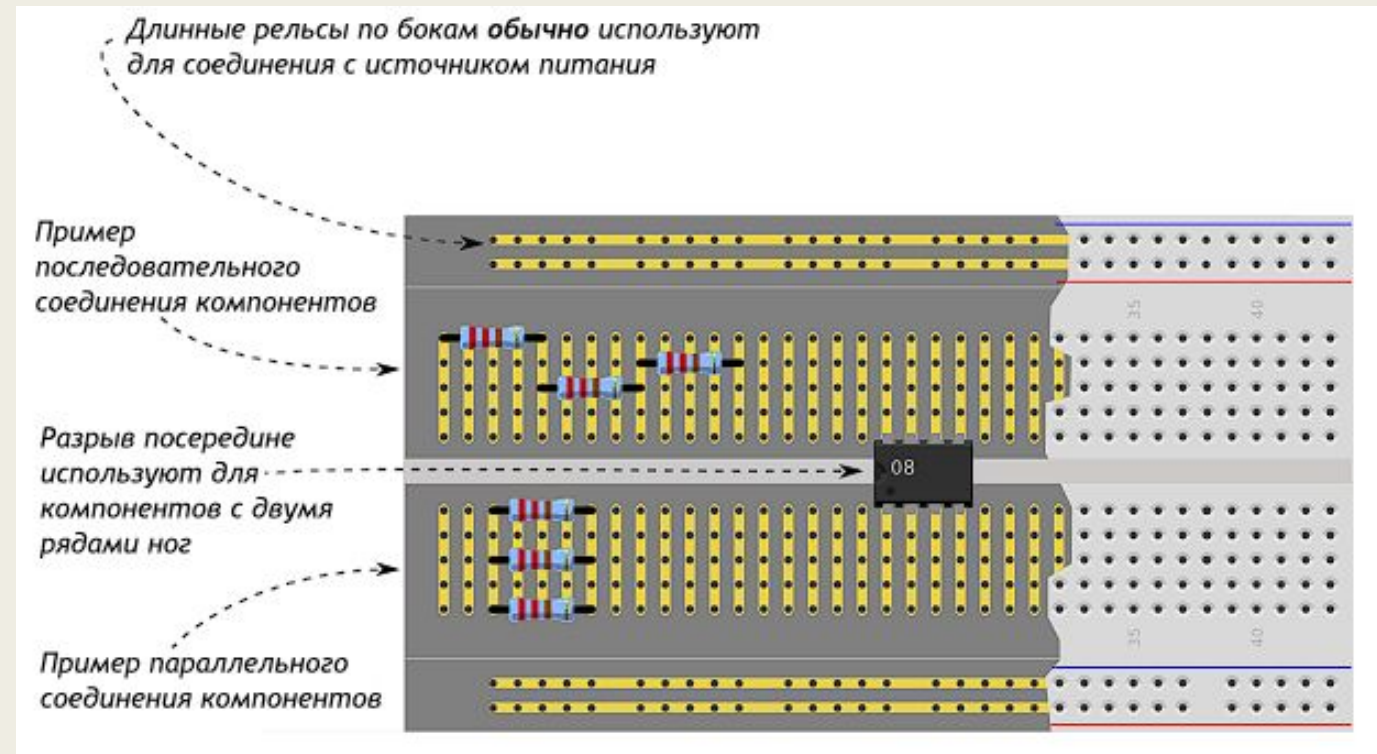 Длинные рельсы по бокам обычно используют
для соединения с источником питания
Пример
последовательного
соединения компонентов
35
40
Разрыв посередине
используют для
компонентов с двумя
рядами ног
08
35
40
Пример параллельного
соединения компонентов